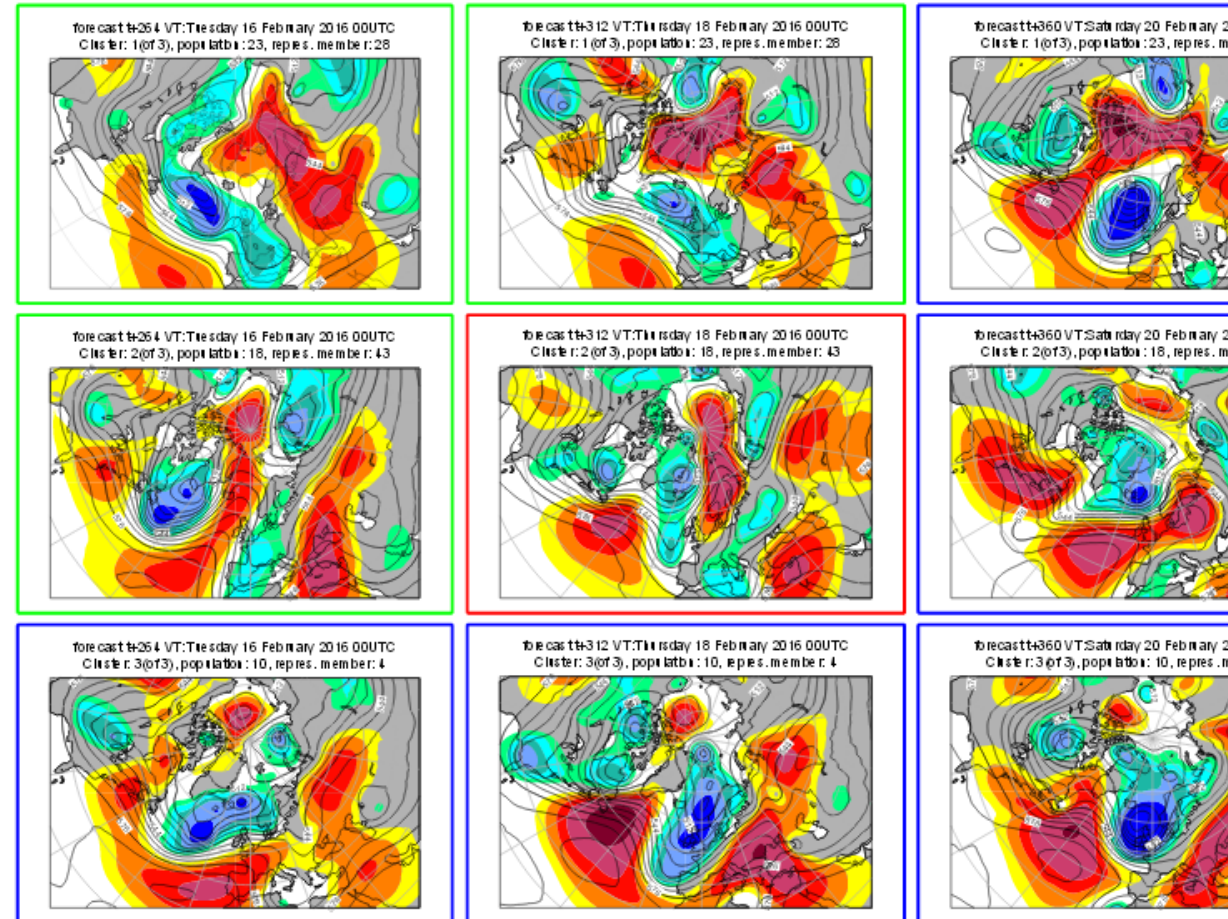 forecast t+264 VT:Tuesday 16 February 2016 00UTC
Cluster: 1(of 3), population: 23, repres. member: 28
forecast t+312 VT:Thursday 18 February 2016 00UTC
Cluster: 1(of 3), population: 23, repres. member: 28
forecast t+360 VT:Saturday 20 February 2
Cluster: 1(of 3), population: 23, repres. m
forecast t+264 VT:Tuesday 16 February 2016 00UTC
Cluster: 2(of 3), population: 18, repres. member: 43
forecast t+312 VT:Thursday 18 February 2016 00UTC
Cluster: 2(of 3), population: 18, repres. member: 43
forecast t+360 VT:Saturday 20 February 2
Cluster: 2(of 3), population: 18, repres. m
forecast t+264 VT:Tuesday 16 February 2016 00UTC
Cluster: 3(of 3), population: 10, repres. member: 4
forecast t+312 VT:Thursday 18 February 2016 00UTC
Cluster: 3(of 3), population: 10, repres. member: 4
forecast t+360 VT:Saturday 20 February 2
Cluster: 3(of 3), population: 10, repres. m